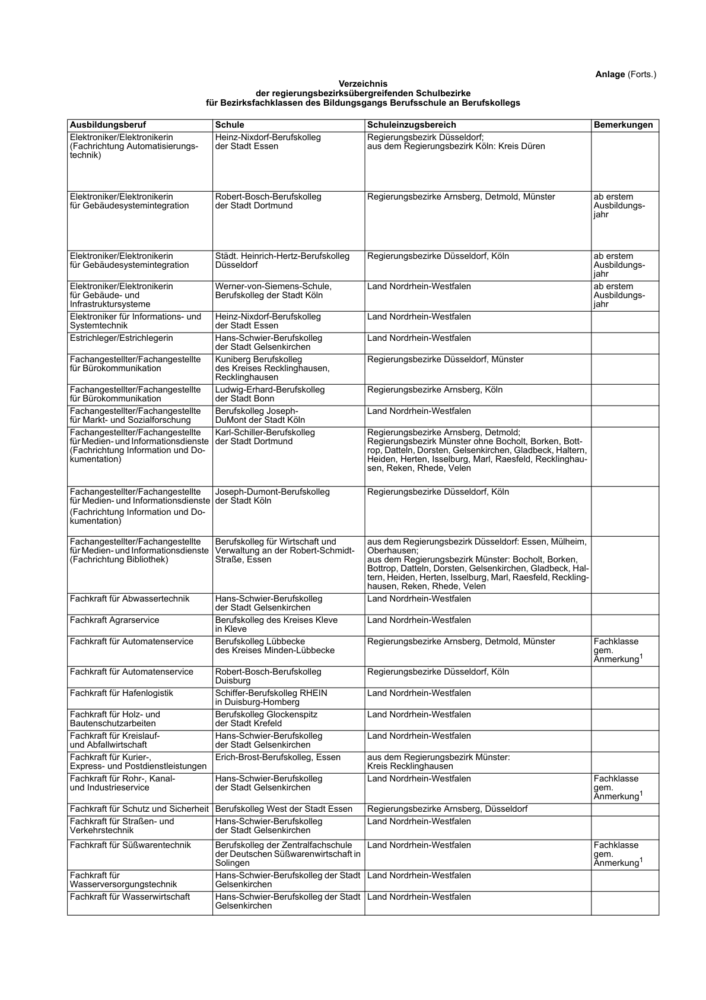 Anlage (Forts.)
Verzeichnis
der regierungsbezirksübergreifenden Schulbezirke
für Bezirksfachklassen des Bildungsgangs Berufsschule an Berufskollegs
Ausbildungsberuf Schule Schuleinzugsbereich Bemerkungen
Elektroniker/Elektronikerin Heinz-Nixdorf-Berufskolleg Regierungsbezirk Düsseldorf;
(Fachrichtung Automatisierungs- der Stadt Essen aus dem Regierungsbezirk Köln: Kreis Düren
technik)
Elektroniker/Elektronikerin Robert-Bosch-Berufskolleg Regierungsbezirke Arnsberg, Detmold, Münster ab erstem
für Gebäudesystemintegration der Stadt Dortmund Ausbildungs-
jahr
Elektroniker/Elektronikerin Städt. Heinrich-Hertz-Berufskolleg Regierungsbezirke Düsseldorf, Köln ab erstem
für Gebäudesystemintegration Düsseldorf Ausbildungs-
jahr
Elektroniker/Elektronikerin Werner-von-Siemens-Schule, Land Nordrhein-Westfalen ab erstem
für Gebäude- und Berufskolleg der Stadt Köln Ausbildungs-
Infrastruktursysteme jahr
Elektroniker für Informations- und Heinz-Nixdorf-Berufskolleg Land Nordrhein-Westfalen
Systemtechnik der Stadt Essen
Estrichleger/Estrichlegerin Hans-Schwier-Berufskolleg Land Nordrhein-Westfalen
der Stadt Gelsenkirchen
Fachangestellter/Fachangestellte Kuniberg Berufskolleg Regierungsbezirke Düsseldorf, Münster
für Bürokommunikation des Kreises Recklinghausen,
Recklinghausen
Fachangestellter/Fachangestellte Ludwig-Erhard-Berufskolleg Regierungsbezirke Arnsberg, Köln
für Bürokommunikation der Stadt Bonn
Fachangestellter/Fachangestellte Berufskolleg Joseph- Land Nordrhein-Westfalen
für Markt- und Sozialforschung DuMont der Stadt Köln
Fachangestellter/Fachangestellte Karl-Schiller-Berufskolleg Regierungsbezirke Arnsberg, Detmold;
für Medien- und Informationsdienste der Stadt Dortmund Regierungsbezirk Münster ohne Bocholt, Borken, Bott-
(Fachrichtung Information und Do- rop, Datteln, Dorsten, Gelsenkirchen, Gladbeck, Haltern,
kumentation) Heiden, Herten, Isselburg, Marl, Raesfeld, Recklinghau-
sen, Reken, Rhede, Velen
Fachangestellter/Fachangestellte Joseph-Dumont-Berufskolleg Regierungsbezirke Düsseldorf, Köln
für Medien- und Informationsdienste der Stadt Köln
(Fachrichtung Information und Do-
kumentation)
Fachangestellter/Fachangestellte Berufskolleg für Wirtschaft und aus dem Regierungsbezirk Düsseldorf: Essen, Mülheim,
für Medien- und Informationsdienste Verwaltung an der Robert-Schmidt- Oberhausen;
(Fachrichtung Bibliothek) Straße, Essen aus dem Regierungsbezirk Münster: Bocholt, Borken,
Bottrop, Datteln, Dorsten, Gelsenkirchen, Gladbeck, Hal-
tern, Heiden, Herten, Isselburg, Marl, Raesfeld, Reckling-
hausen, Reken, Rhede, Velen
Fachkraft für Abwassertechnik Hans-Schwier-Berufskolleg Land Nordrhein-Westfalen
der Stadt Gelsenkirchen
Fachkraft Agrarservice Berufskolleg des Kreises Kleve Land Nordrhein-Westfalen
in Kleve
Fachkraft für Automatenservice Berufskolleg Lübbecke Regierungsbezirke Arnsberg, Detmold, Münster Fachklasse
des Kreises Minden-Lübbecke gem.
Anmerkung1
Fachkraft für Automatenservice Robert-Bosch-Berufskolleg Regierungsbezirke Düsseldorf, Köln
Duisburg
Fachkraft für Hafenlogistik Schiffer-Berufskolleg RHEIN Land Nordrhein-Westfalen
in Duisburg-Homberg
Fachkraft für Holz- und Berufskolleg Glockenspitz Land Nordrhein-Westfalen
Bautenschutzarbeiten der Stadt Krefeld
Fachkraft für Kreislauf- Hans-Schwier-Berufskolleg Land Nordrhein-Westfalen
und Abfallwirtschaft der Stadt Gelsenkirchen
Fachkraft für Kurier-, Erich-Brost-Berufskolleg, Essen aus dem Regierungsbezirk Münster:
Express- und Postdienstleistungen Kreis Recklinghausen
Fachkraft für Rohr-, Kanal- Hans-Schwier-Berufskolleg Land Nordrhein-Westfalen Fachklasse
und Industrieservice der Stadt Gelsenkirchen gem.
Anmerkung1
Fachkraft für Schutz und Sicherheit Berufskolleg West der Stadt Essen Regierungsbezirke Arnsberg, Düsseldorf
Fachkraft für Straßen- und Hans-Schwier-Berufskolleg Land Nordrhein-Westfalen
Verkehrstechnik der Stadt Gelsenkirchen
Fachkraft für Süßwarentechnik Berufskolleg der Zentralfachschule Land Nordrhein-Westfalen Fachklasse
der Deutschen Süßwarenwirtschaft in gem.
Solingen Anmerkung1
Fachkraft für Hans-Schwier-Berufskolleg der Stadt Land Nordrhein-Westfalen
Wasserversorgungstechnik Gelsenkirchen
Fachkraft für Wasserwirtschaft Hans-Schwier-Berufskolleg der Stadt Land Nordrhein-Westfalen
Gelsenkirchen